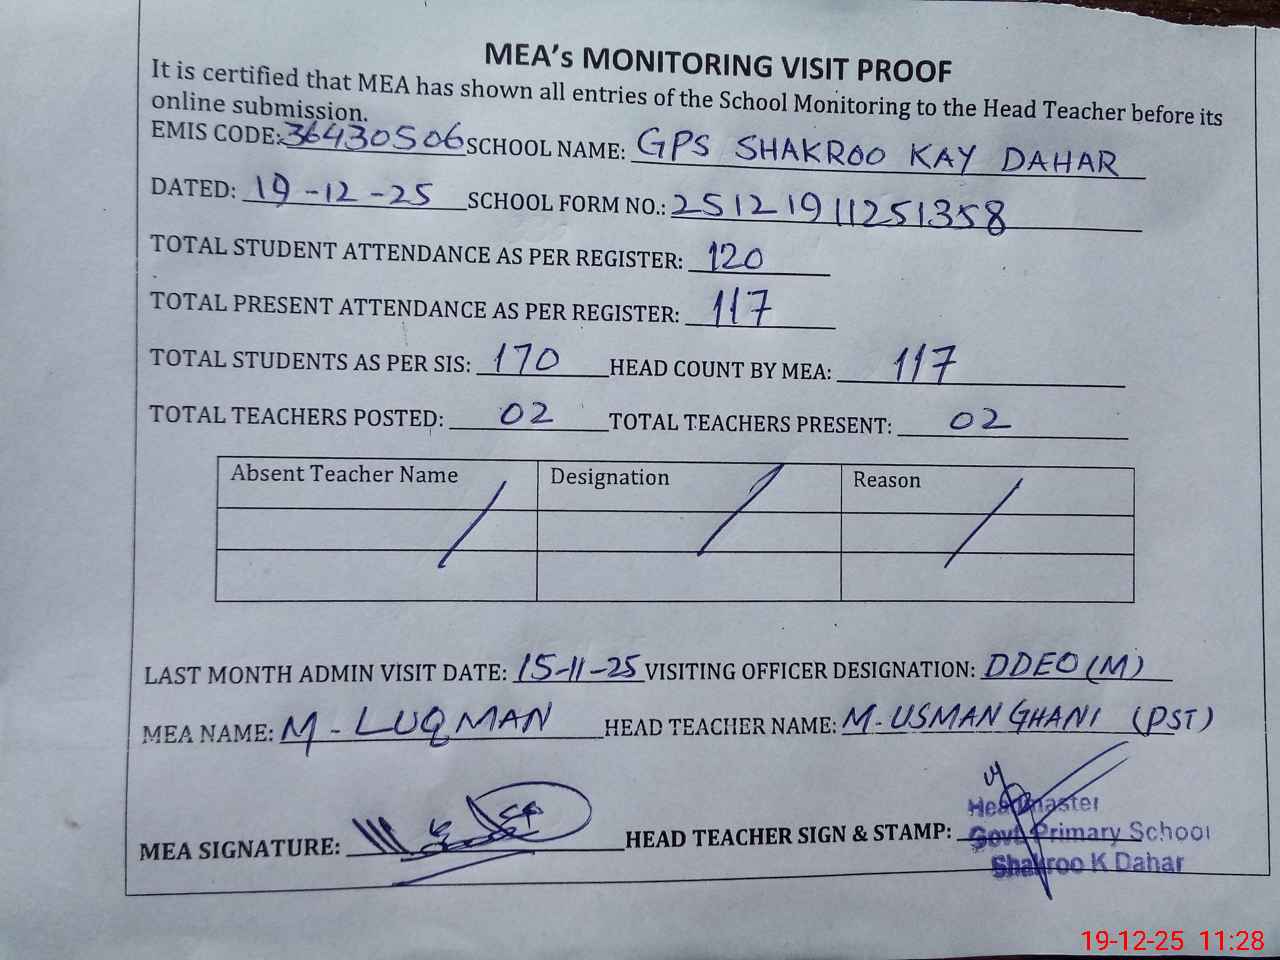 MEA's MONITORING VISIT PROOF
It is certified that MEA has shown all entries of the School Monitoring to the Head Teacher before its
online submission.
EMIS CODE: 36430506 SCHOOL NAME: GPS SHAKROO KAY DAHAR
DATED: 19-12-25 SCHOOL FORM NO.: 25121911251358
TOTAL STUDENT ATTENDANCE AS PER REGISTER: 120
TOTAL PRESENT ATTENDANCE AS PER REGISTER: 117
TOTAL STUDENTS AS PER SIS: 170 HEAD COUNT BY MEA: 117
TOTAL TEACHERS POSTED: 02 TOTAL TEACHERS PRESENT: 02
Absent Teacher Name Designation Reason
LAST MONTH ADMIN VISIT DATE: 15-11-25 VISITING OFFICER DESIGNATION: DDEO (M)
MEA NAME: M-LUQMAN HEAD TEACHER NAME: M-USMAN GHANI (PST)
MEA SIGNATURE: HEAD TEACHER SIGN & STAMP:
Headmaster
Govt Primary School
Shakroo K Dahar
19-12-25 11:28